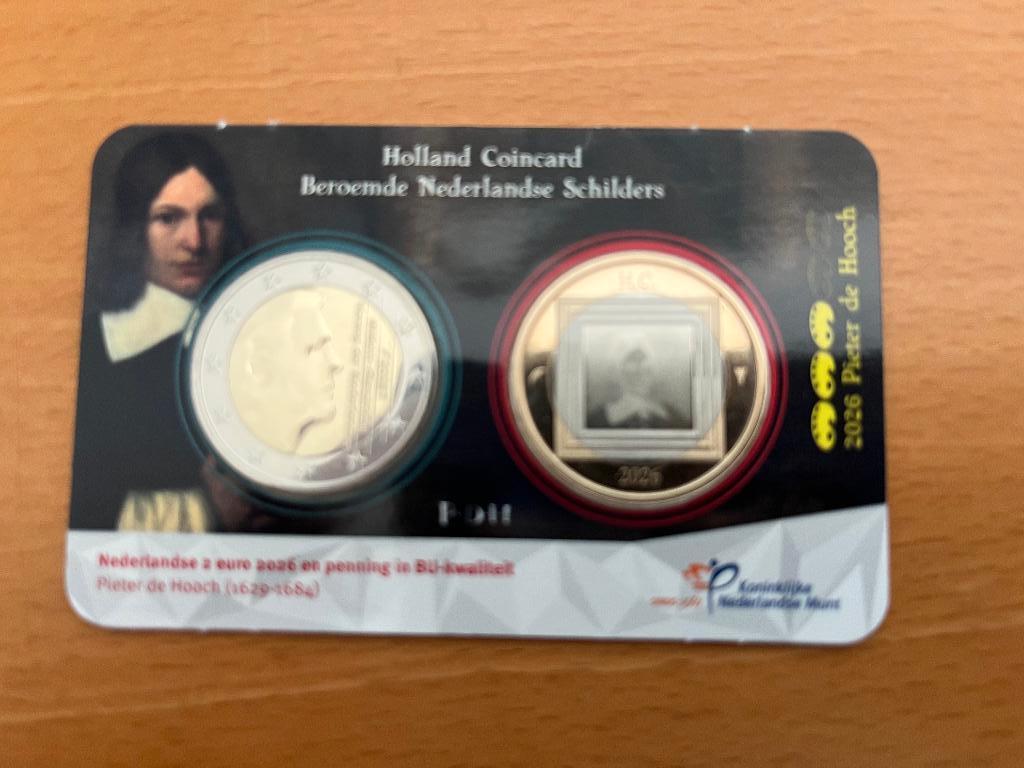 Holland Coincard
Beroemde Nederlandse Schilders
2026 Pieter de Hooch
H.C.
2026
Nederlandse 2 euro 2026 en penning in BU-kwaliteit
Pieter de Hooch (1629-1684)
Koninklijke
Nederlandse Munt